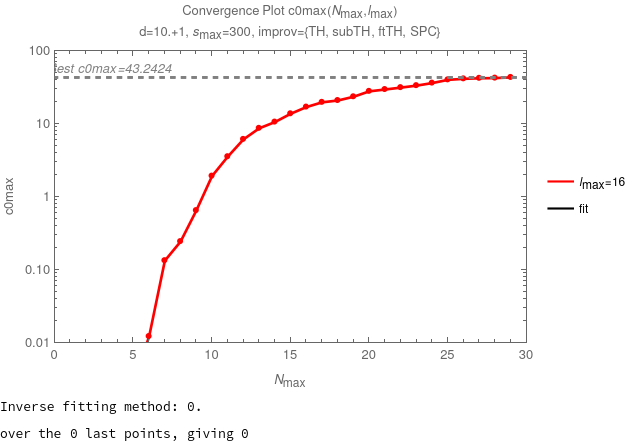 Convergence Plot c0max(Nmax,lmax)
d=10.+1, smax=300, improv={TH, subTH, ftTH, SPC}
test c0max=43.2424
100
10
1
0.10
0.01
c0max
0 5 10 15 20 25 30
Nmax
lmax=16
fit
Inverse fitting method: 0.
over the 0 last points, giving 0